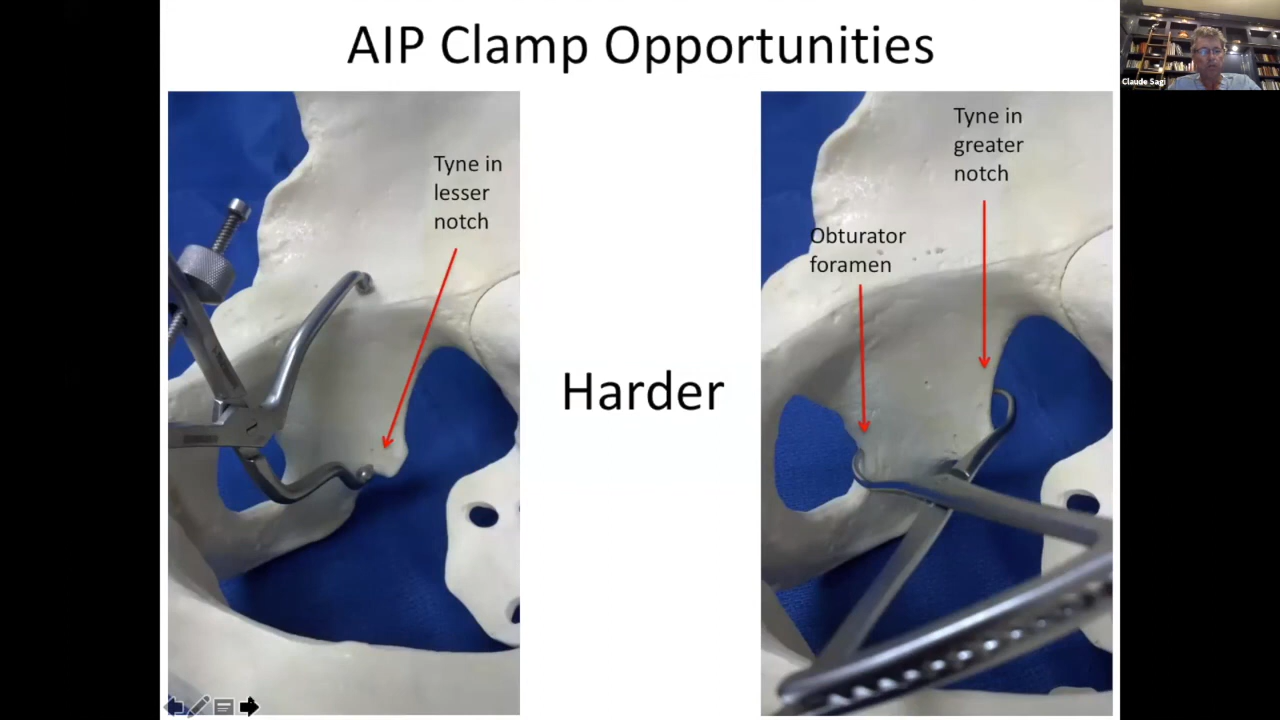 AIP Clamp Opportunities
Claude Sagi
Tyne in
lesser
notch
Harder
Tyne in
greater
notch
Obturator
foramen